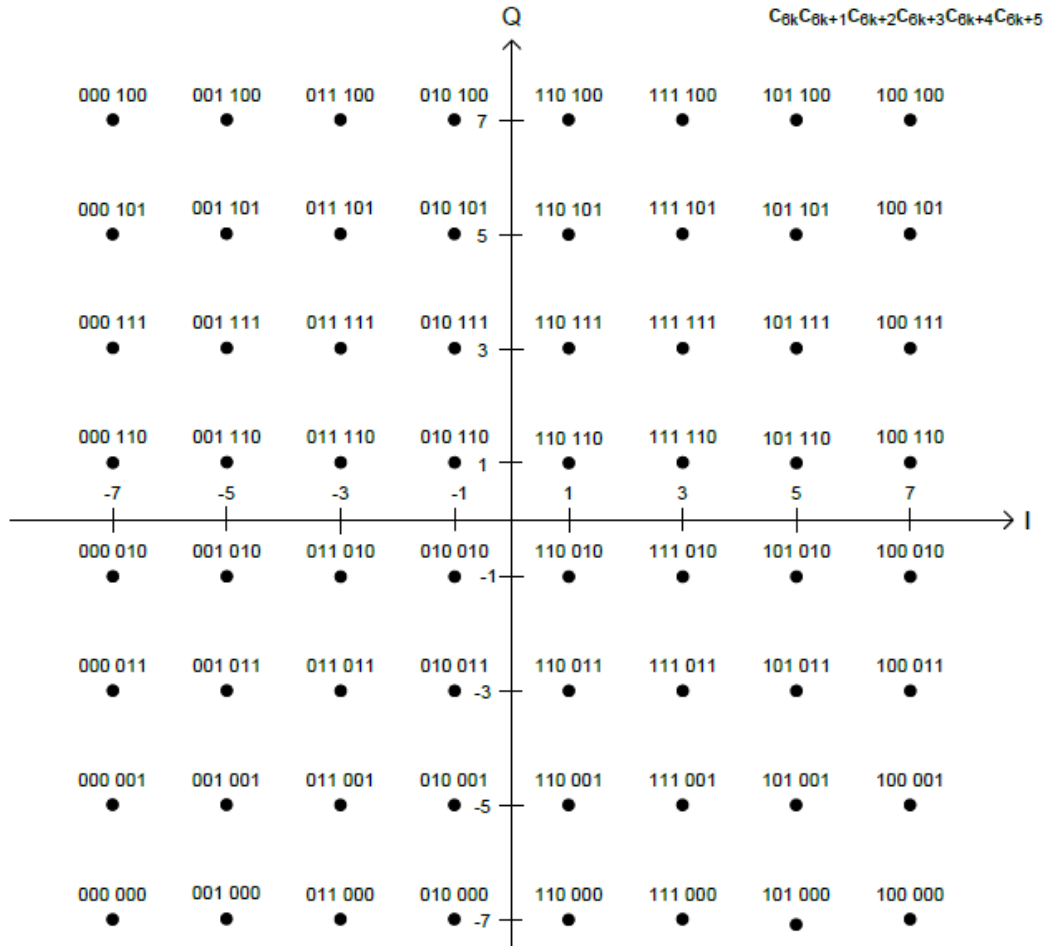 Q
C6kC6k+1C6k+2C6k+3C6k+4C6k+5
000 100 001 100 011 100 010 100 110 100 111 100 101 100 100 100
7
000 101 001 101 011 101 010 101 110 101 111 101 101 101 100 101
5
000 111 001 111 011 111 010 111 110 111 111 111 101 111 100 111
3
000 110 001 110 011 110 010 110 110 110 111 110 101 110 100 110
1
-7 -5 -3 -1 1 3 5 7
I
000 010 001 010 011 010 010 010 110 010 111 010 101 010 100 010
-1
000 011 001 011 011 011 010 011 110 011 111 011 101 011 100 011
-3
000 001 001 001 011 001 010 001 110 001 111 001 101 001 100 001
-5
000 000 001 000 011 000 010 000 110 000 111 000 101 000 100 000
-7